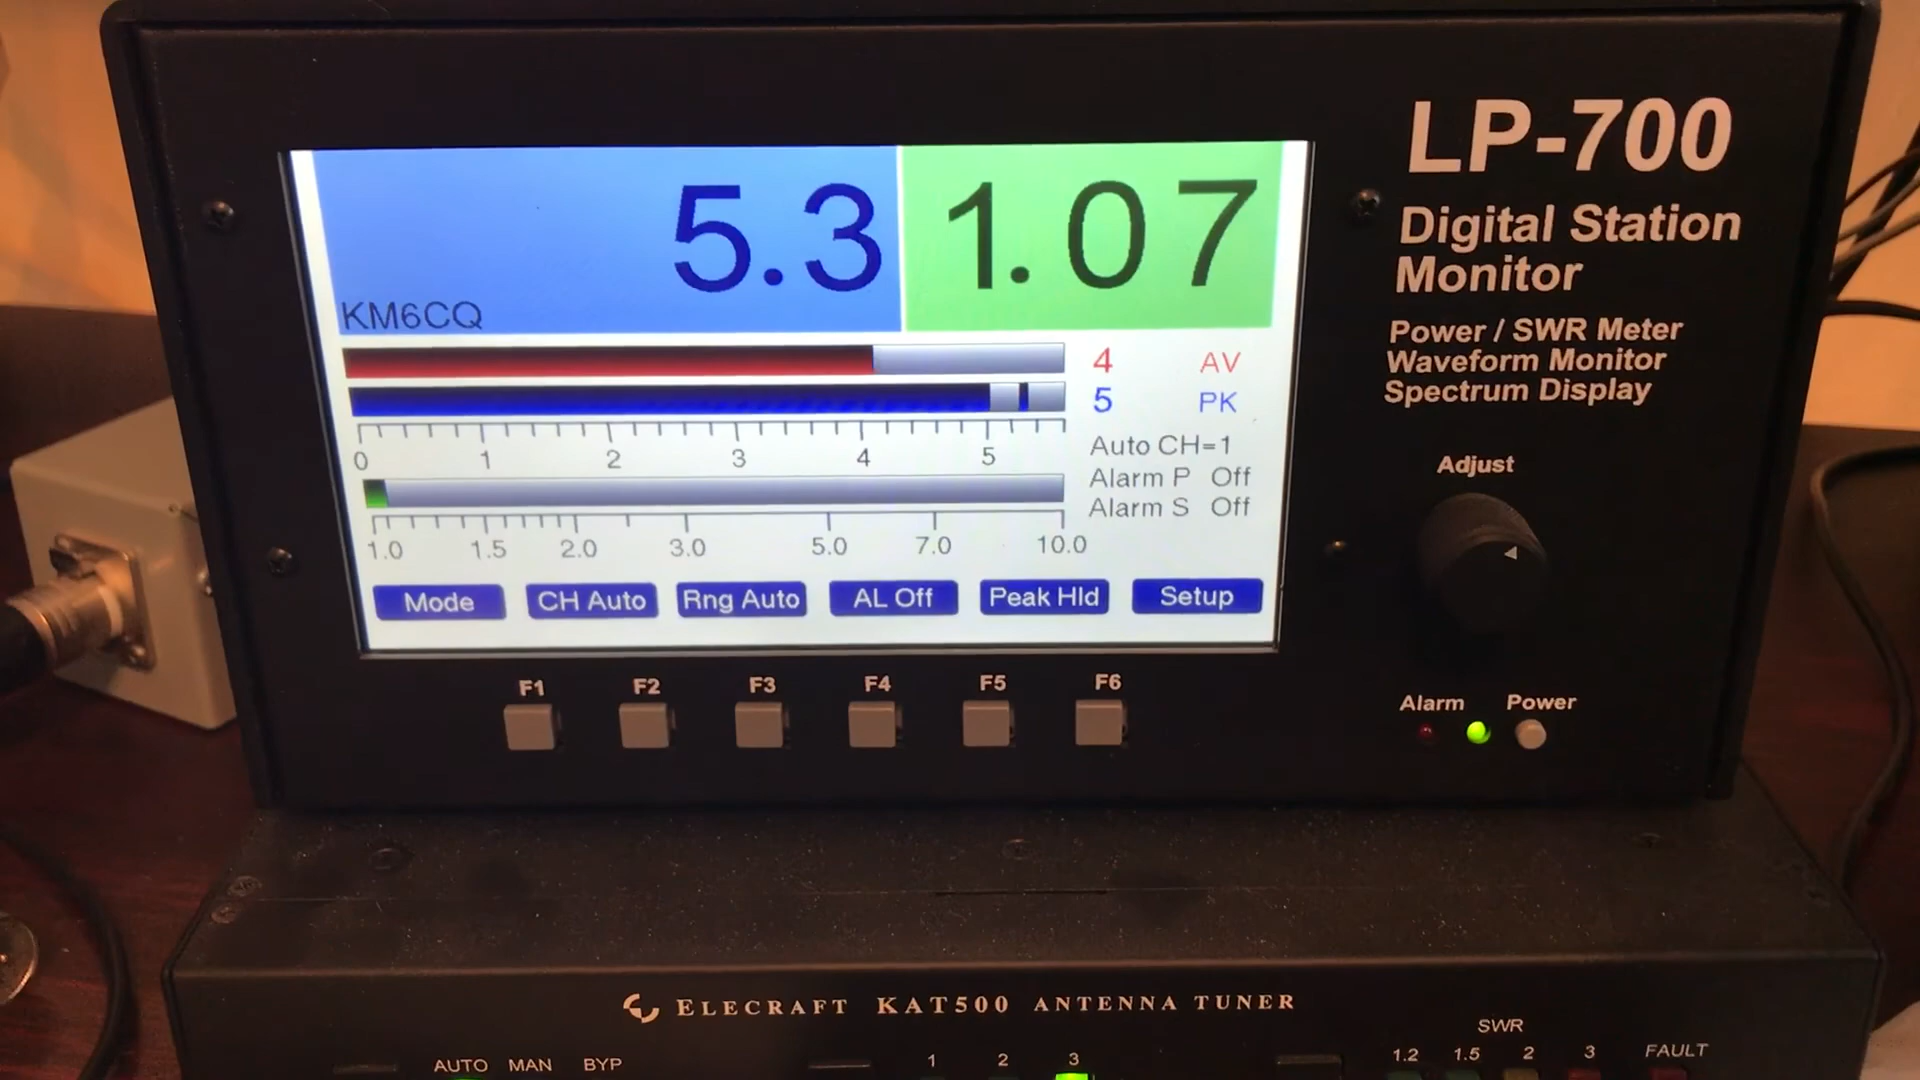 LP-700
Digital Station
Monitor
Power / SWR Meter
Waveform Monitor
Spectrum Display
5.3 1.07
KM6CQ
4 AV
5 PK
0 1 2 3 4 5
Auto CH=1
Alarm P Off
Alarm S Off
1.0 1.5 2.0 3.0 5.0 7.0 10.0
Mode CH Auto Rng Auto AL Off Peak Hld Setup
F1 F2 F3 F4 F5 F6
Adjust
Alarm Power
ELECRAFT KAT500 ANTENNA TUNER
AUTO MAN BYP
1 2 3
SWR
1.2 1.5 2 3 FAULT